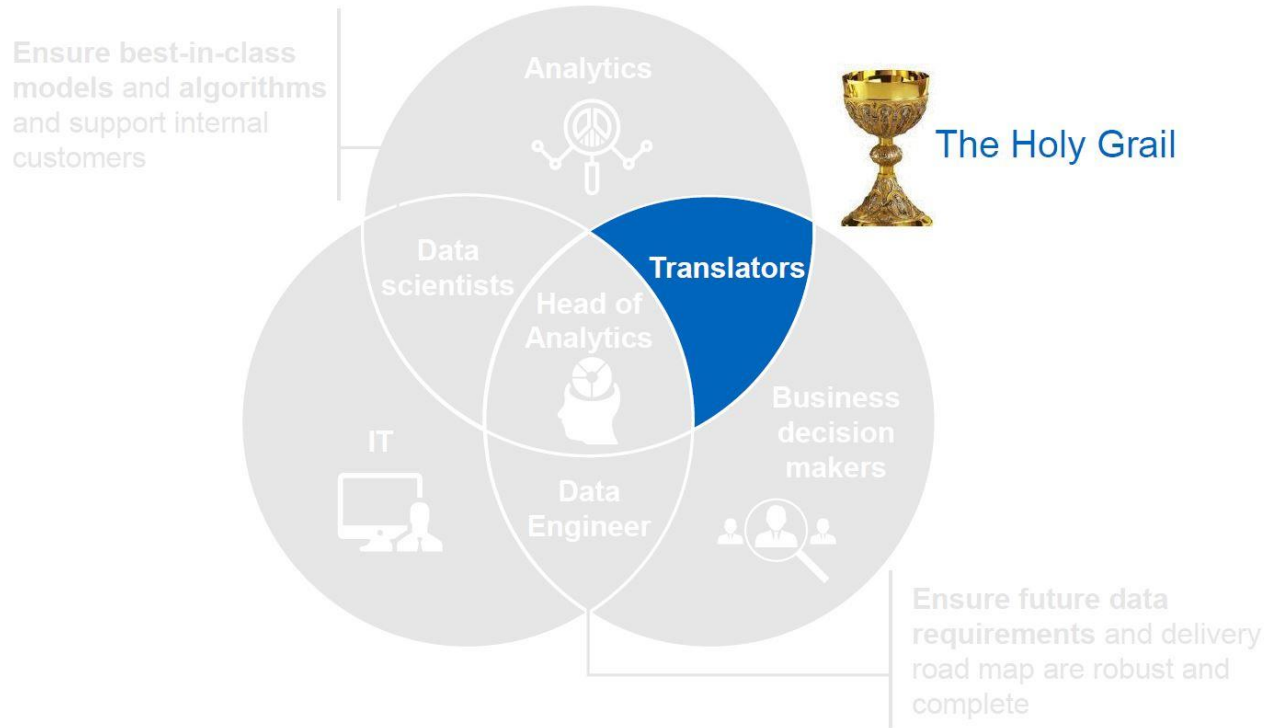 Ensure best-in-class
models and algorithms
and support internal
customers
Analytics
The Holy Grail
Data
scientists
Translators
Head of
Analytics
IT
Business
decision
makers
Data
Engineer
Ensure future data
requirements and delivery
road map are robust and
complete